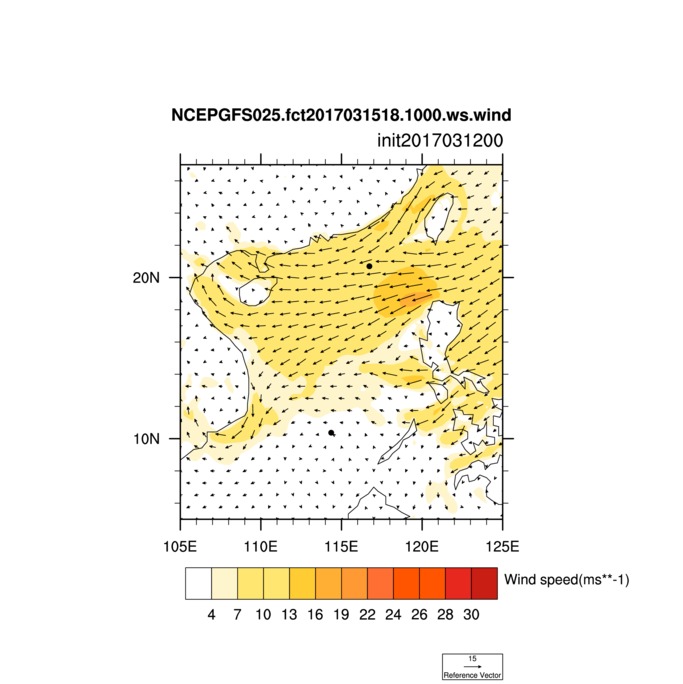 NCEPGFS025.fct2017031518.1000.ws.wind
init2017031200
20N
10N
105E 110E 115E 120E 125E
Wind speed(ms**-1)
4 7 10 13 16 19 22 24 26 28 30
15
Reference Vector